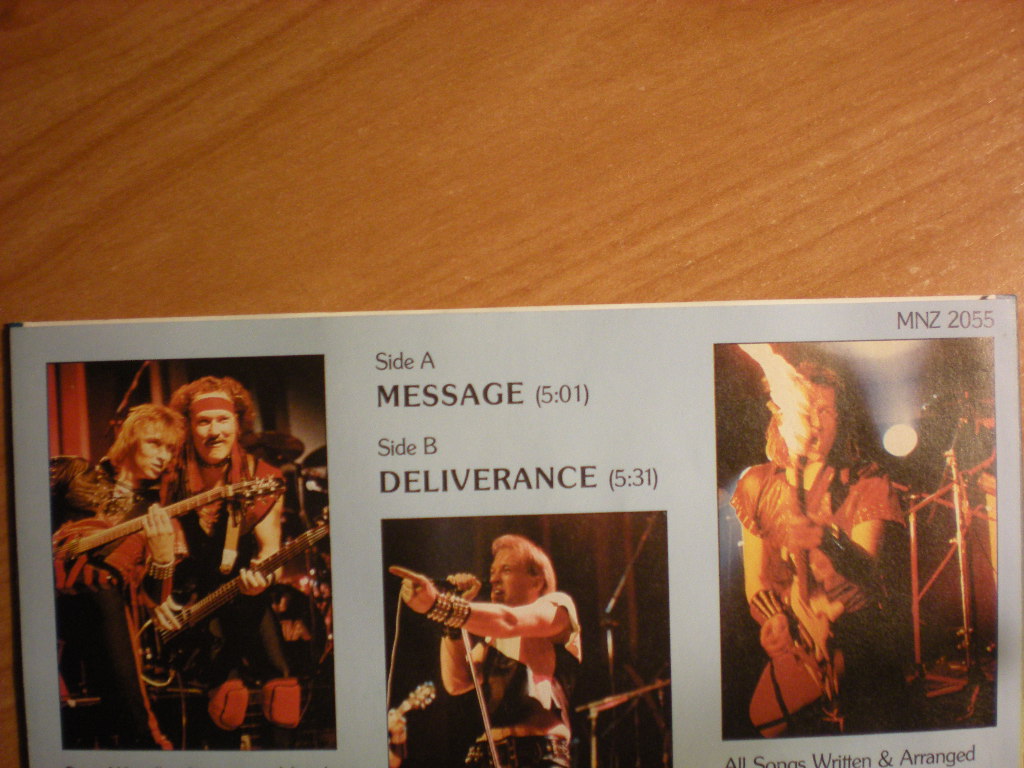 MNZ 2055
Side A
MESSAGE (5:01)
Side B
DELIVERANCE (5:31)
All Songs Written & Arranged